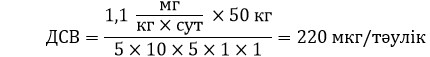 ДСВ = (1,1 мг/(кг × сут) × 50 кг)/(5 × 10 × 5 × 1 × 1) = 220 мкг/тәулік